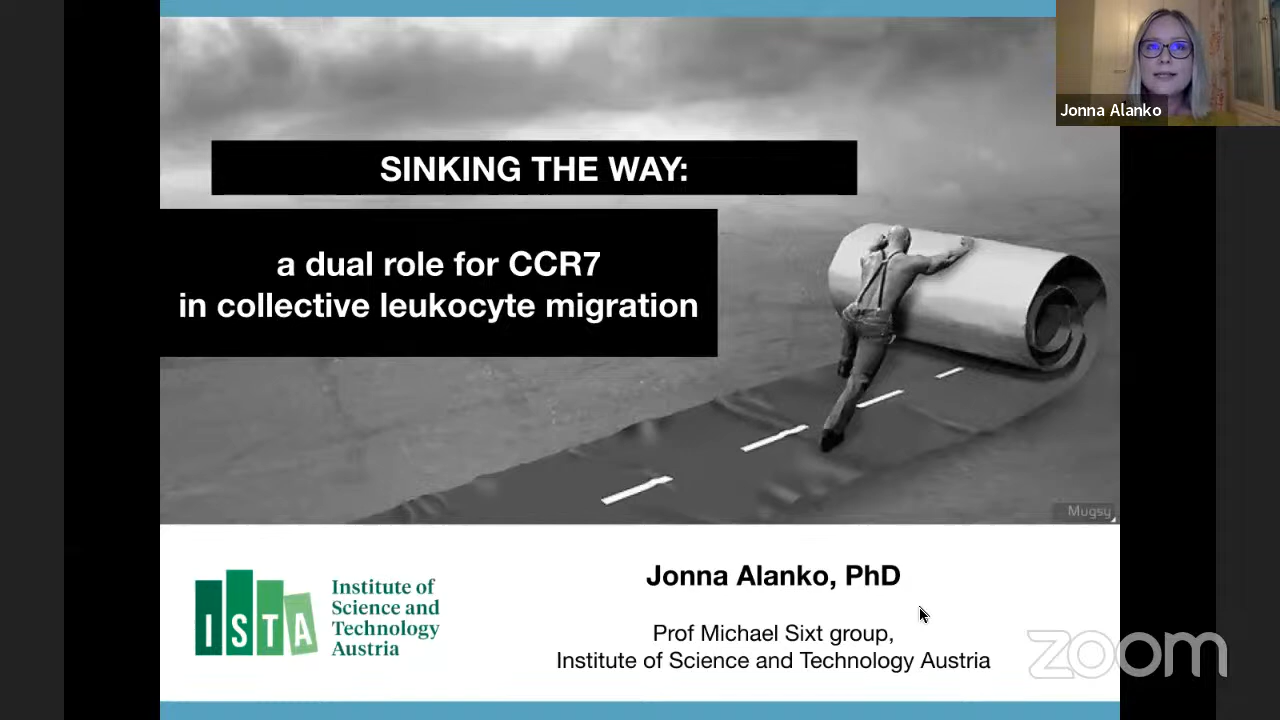 Jonna Alanko
SINKING THE WAY:
a dual role for CCR7
in collective leukocyte migration
Mugsy
ISTA
Institute of
Science and
Technology
Austria
Jonna Alanko, PhD
Prof Michael Sixt group,
Institute of Science and Technology Austria
zoom